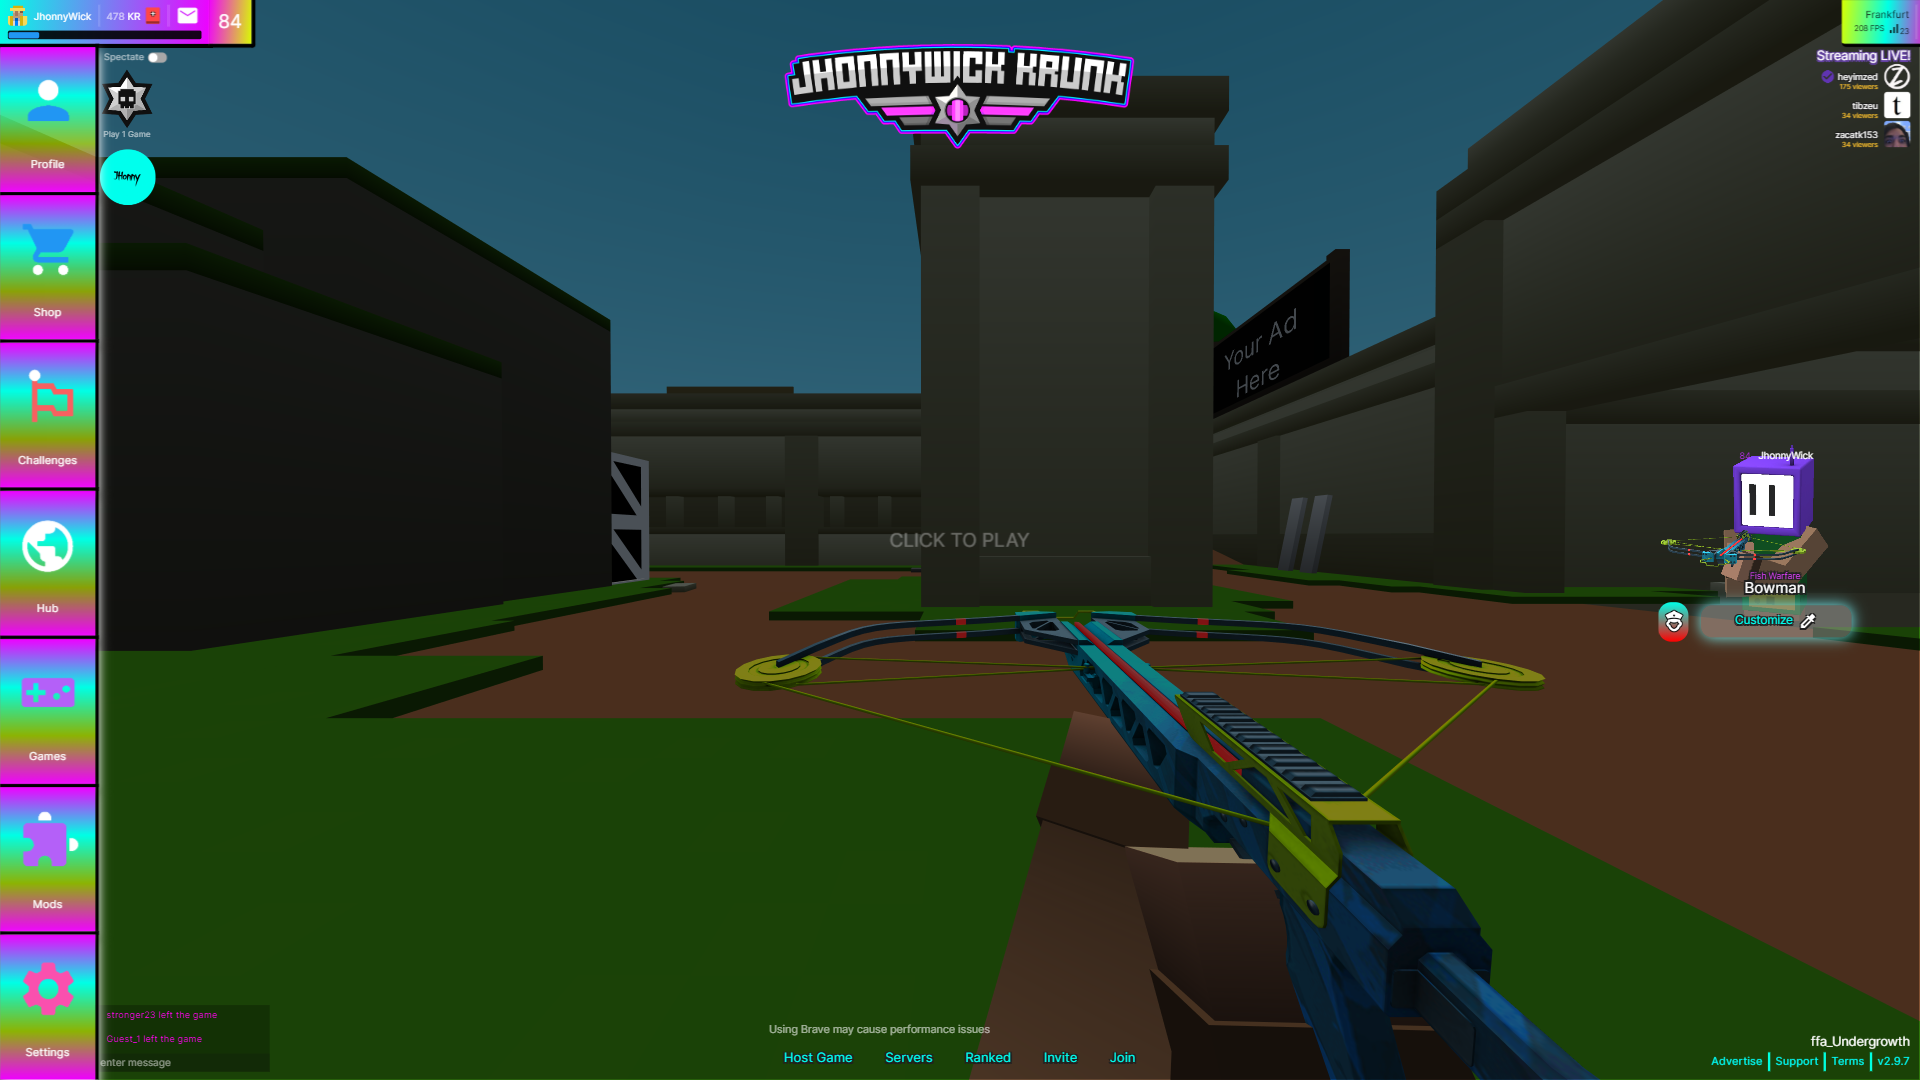 JhonnyWick
478 KR
84
Spectate
Play 1 Game
JHonny
Profile
Shop
Challenges
Hub
Games
Mods
Settings
JHONNYWICK KRUNK
Frankfurt
208 FPS
23
Streaming LIVE!
heyimzed
175 viewers
tibzeu
34 viewers
zacatk153
34 viewers
Your Ad
Here
CLICK TO PLAY
84 JhonnyWick
Fish Warfare
Bowman
Customize
stronger23 left the game
Guest_1 left the game
enter message
Using Brave may cause performance issues
Host Game Servers Ranked Invite Join
ffa_Undergrowth
Advertise Support Terms v2.9.7